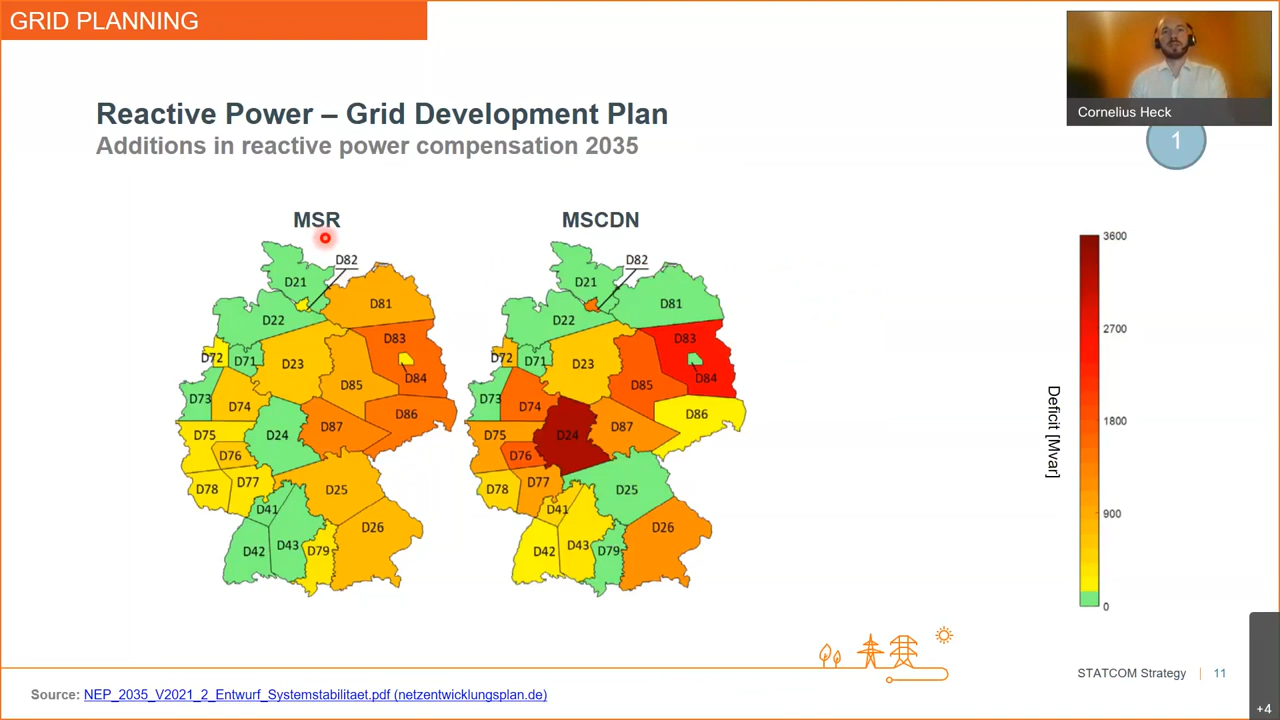 GRID PLANNING
Cornelius Heck
1
Reactive Power – Grid Development Plan
Additions in reactive power compensation 2035
MSR
D82
D21
D81
D22
D83
D72
D71
D23
D84
D85
D73
D74
D86
D24
D87
D75
D76
D78
D77
D25
D41
D26
D42
D43
D79
MSCDN
D82
D21
D81
D22
D83
D72
D71
D23
D84
D85
D73
D74
D86
D24
D87
D75
D76
D78
D77
D25
D41
D26
D42
D43
D79
3600
2700
1800
900
0
Deficit [Mvar]
STATCOM Strategy | 11
Source: NEP_2035_V2021_2_Entwurf_Systemstabilitaet.pdf (netzentwicklungsplan.de)
+4